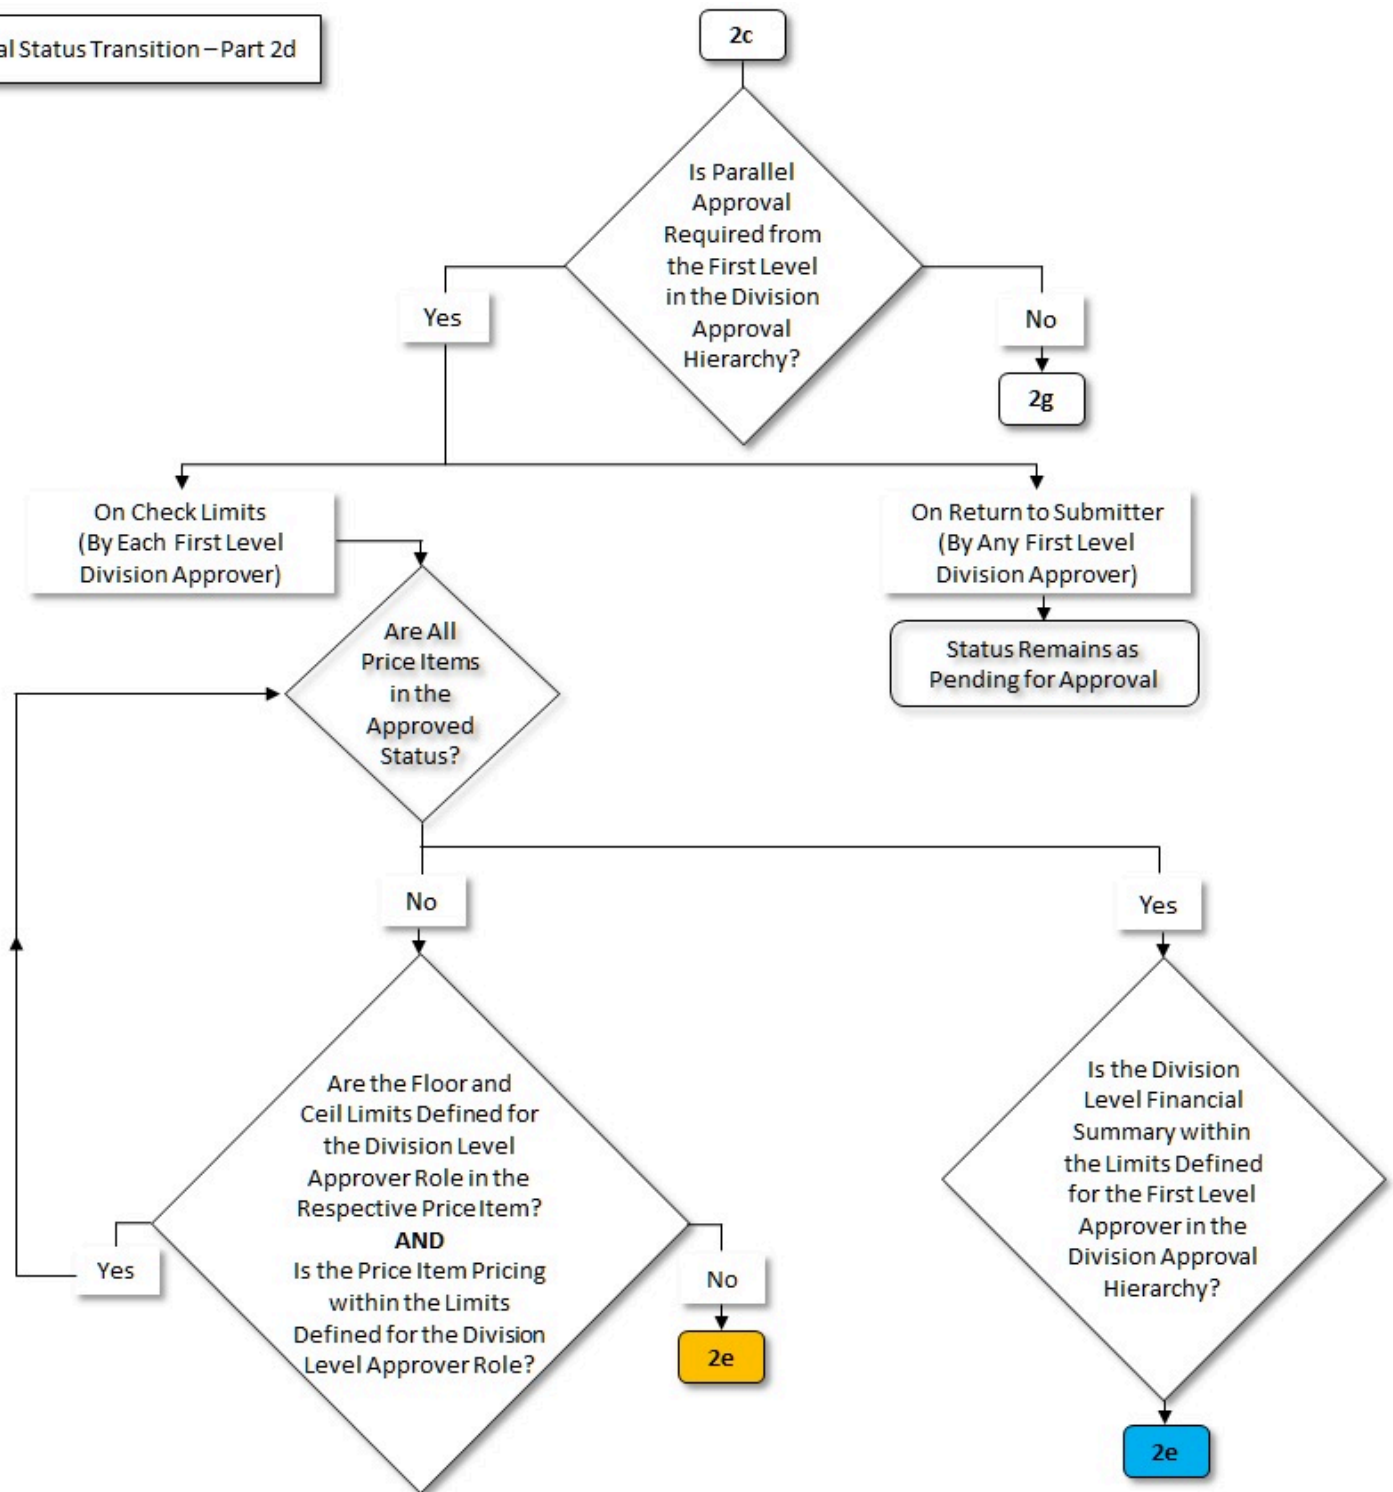 al Status Transition – Part 2d
2c
Is Parallel
Approval
Required from
the First Level
in the Division
Approval
Hierarchy?
Yes
No
2g
On Check Limits
(By Each First Level
Division Approver)
On Return to Submitter
(By Any First Level
Division Approver)
Are All
Price Items
in the
Approved
Status?
Status Remains as
Pending for Approval
No
Yes
Are the Floor and
Ceil Limits Defined for
the Division Level
Approver Role in the
Respective Price Item?
AND
Is the Price Item Pricing
within the Limits
Defined for the Division
Level Approver Role?
Yes
No
2e
Is the Division
Level Financial
Summary within
the Limits Defined
for the First Level
Approver in the
Division Approval
Hierarchy?
2e